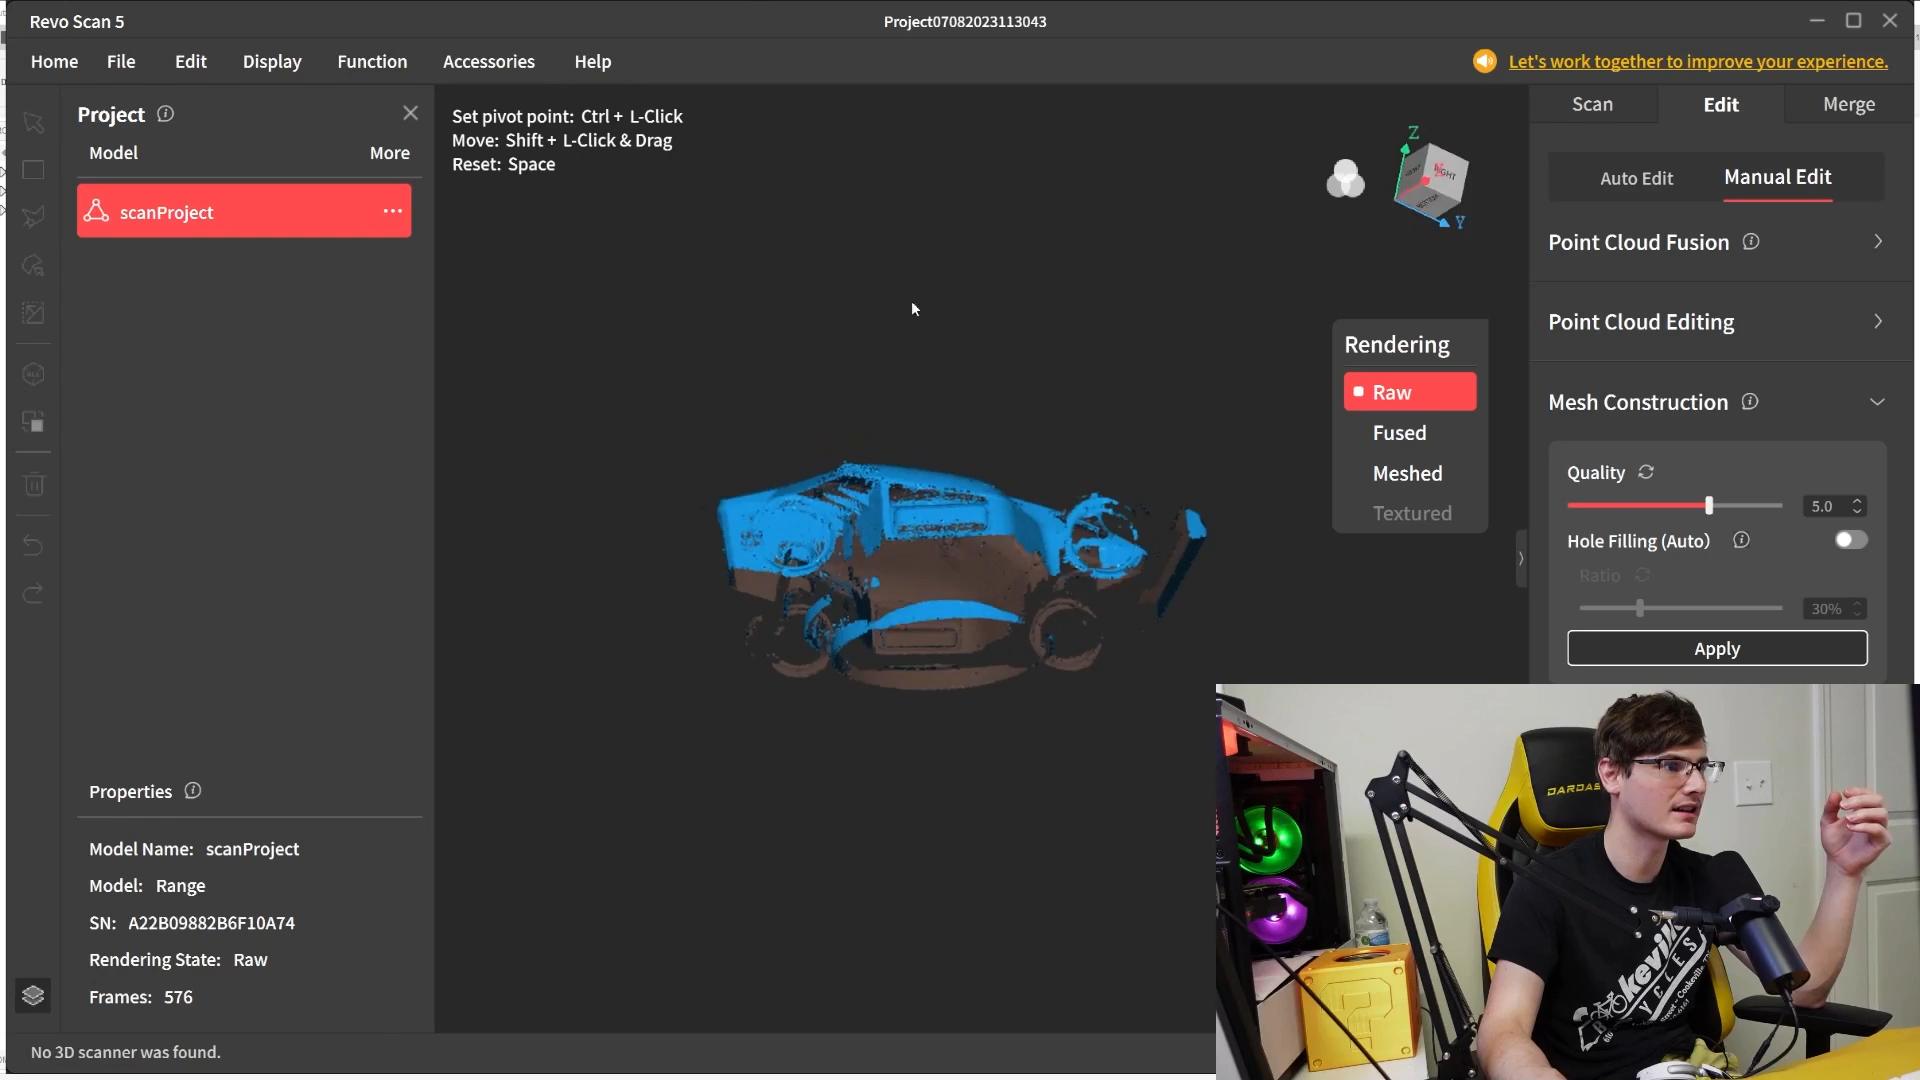 Revo Scan 5
Project07082023113043
Home File Edit Display Function Accessories Help
Let's work together to improve your experience.
Project
Model More
scanProject
Set pivot point: Ctrl + L-Click
Move: Shift + L-Click & Drag
Reset: Space
Z
RIGHT
BOTTOM
Y
Rendering
Raw
Fused
Meshed
Textured
Scan Edit Merge
Auto Edit Manual Edit
Point Cloud Fusion
Point Cloud Editing
Mesh Construction
Quality
5.0
Hole Filling (Auto)
Ratio
30%
Apply
Properties
Model Name: scanProject
Model: Range
SN: A22B09882B6F10A74
Rendering State: Raw
Frames: 576
No 3D scanner was found.
DARDAS